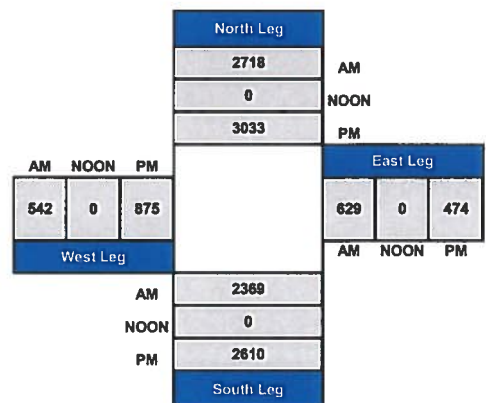 North Leg
2718 AM
0 NOON
3033 PM
AM NOON PM
East Leg
542 0 875
629 0 474
West Leg
AM NOON PM
AM 2369
NOON 0
PM 2610
South Leg